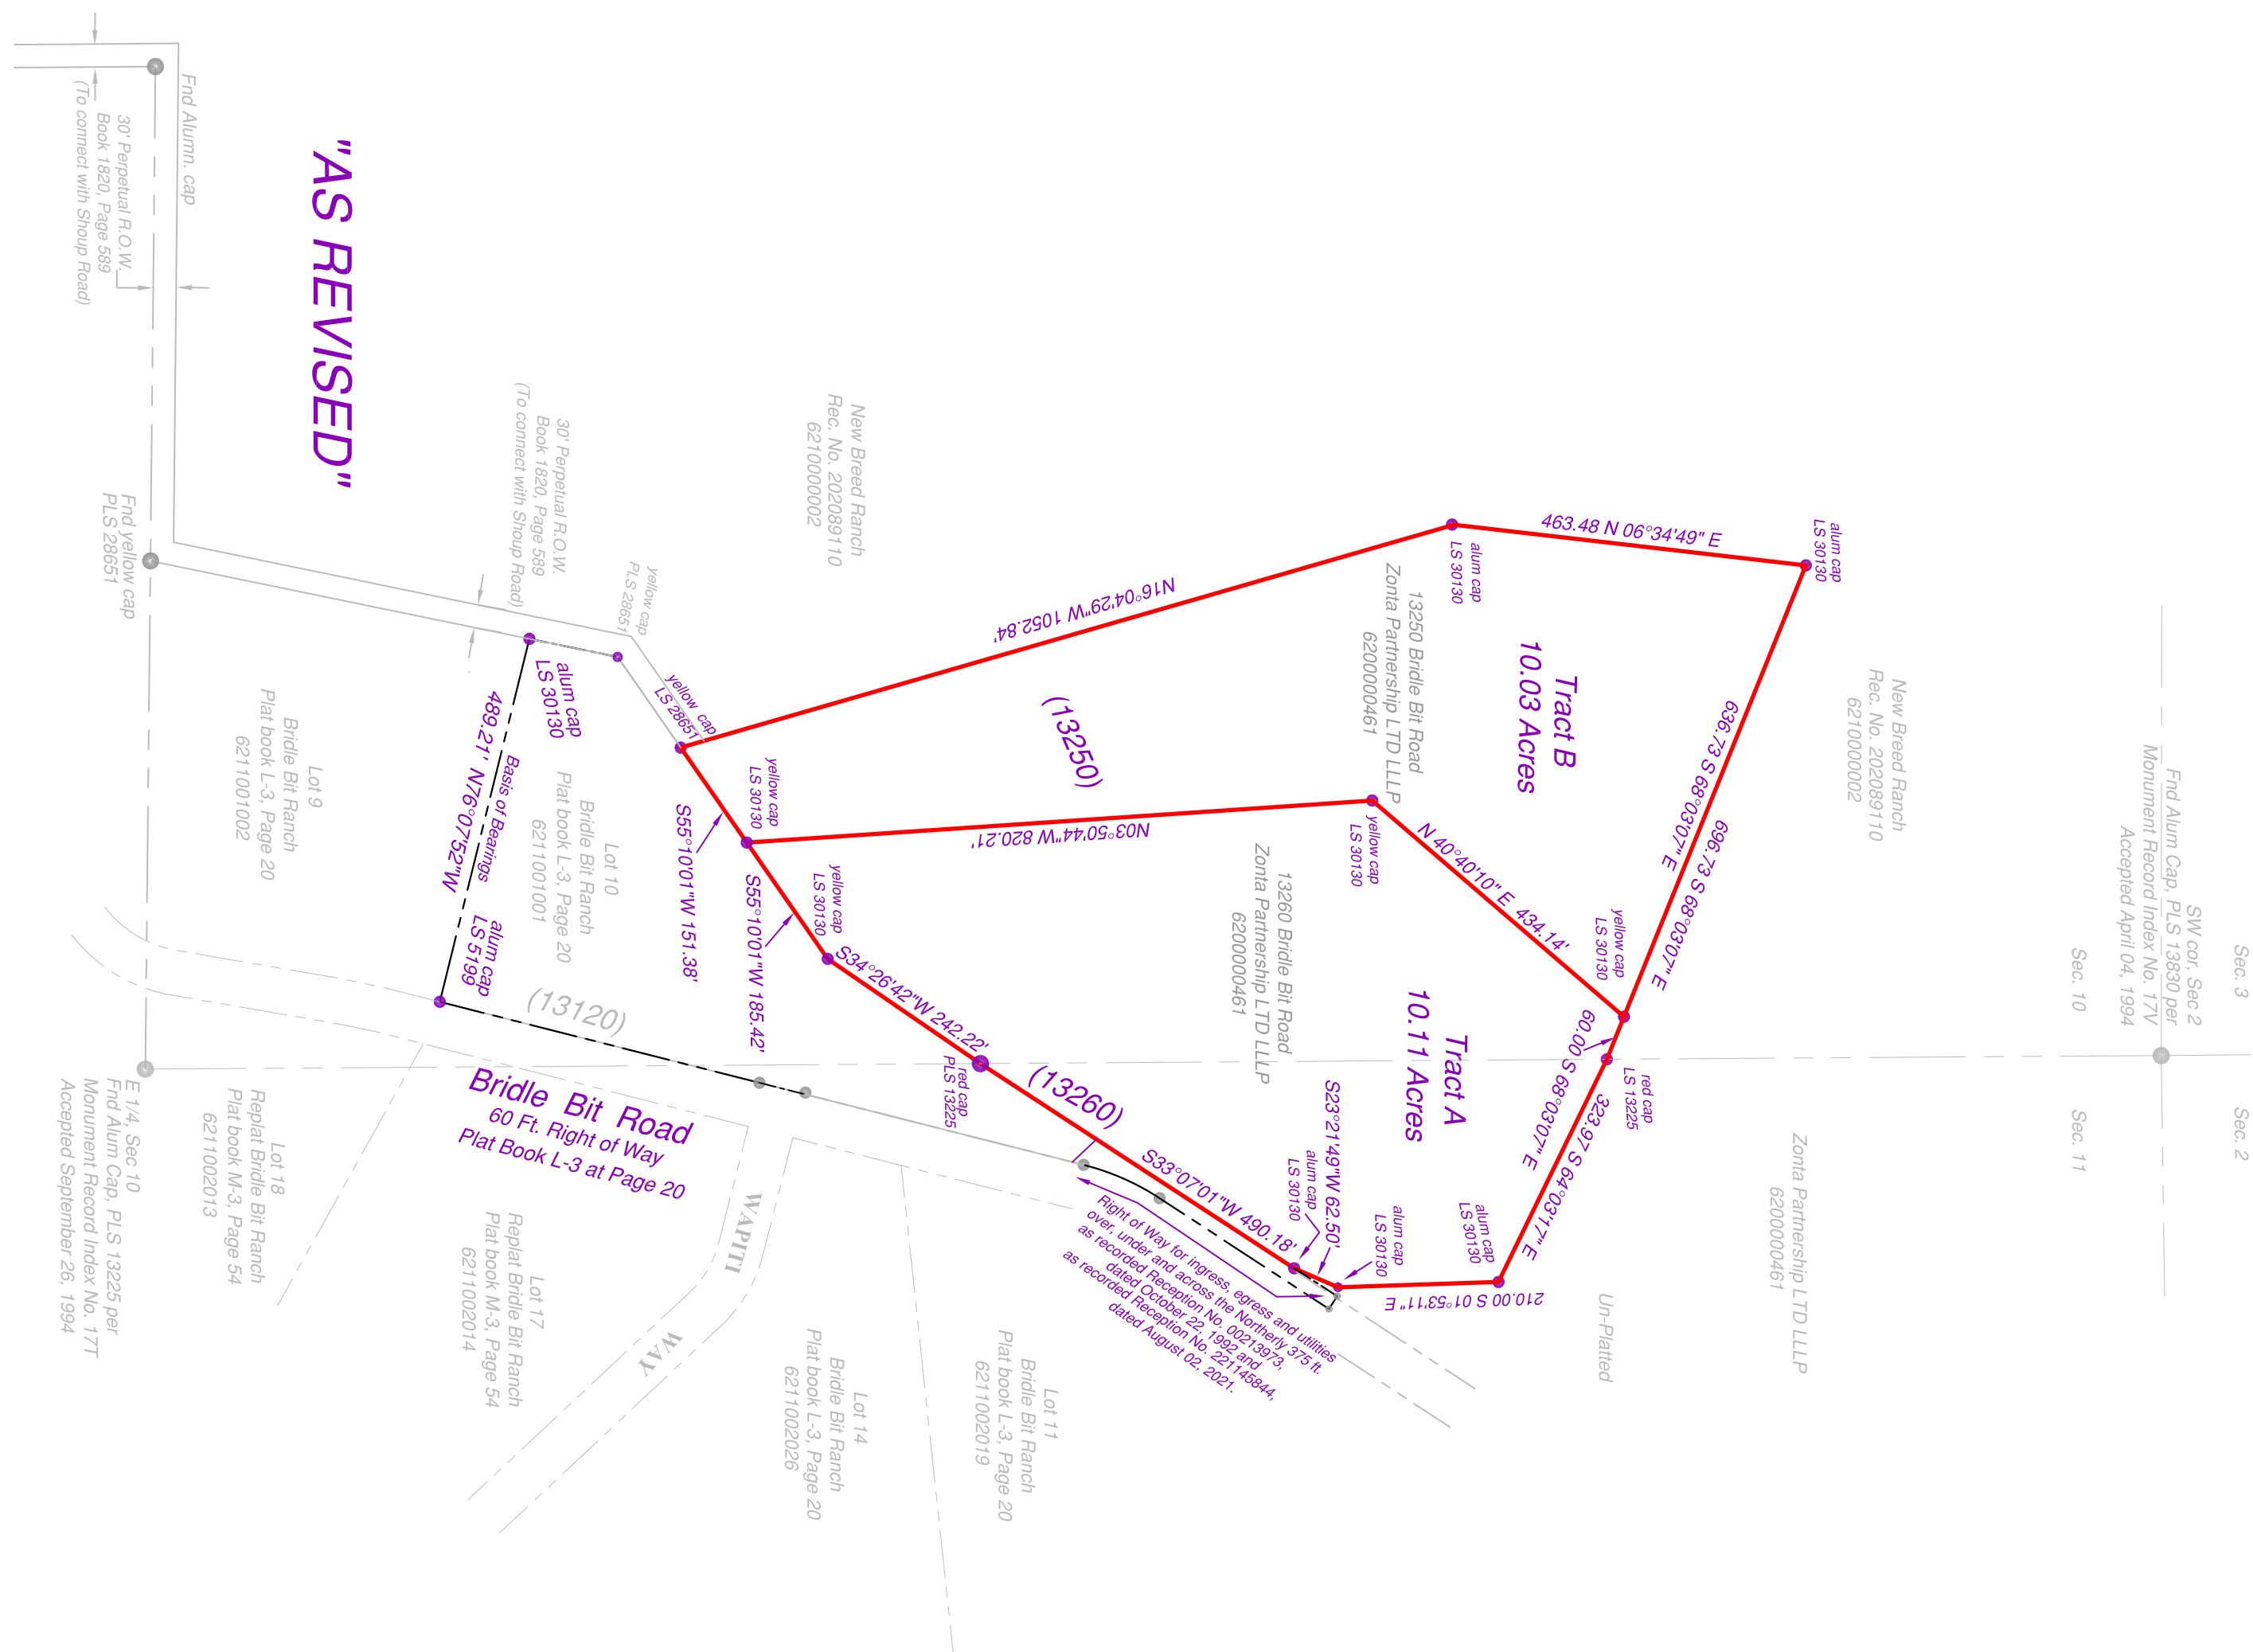 "AS REVISED"
Fnd Alumn. cap
30' Perpetual R.O.W.
Book 1820, Page 589
(To connect with Shoup Road)
Fnd yellow cap
PLS 28651
30' Perpetual R.O.W.
Book 1820, Page 589
(To connect with Shoup Road)
yellow cap
PLS 28651
New Breed Ranch
Rec. No. 202089110
6210000002
alum cap
LS 30130
463.48 N 06°34'49" E
alum cap
LS 30130
N16°04'29"W 1052.84'
13250 Bridle Bit Road
Zonta Partnership LTD LLLP
6200000461
Tract B
10.03 Acres
(13250)
636.73 S 68°03'07" E
696.73 S 68°03'07" E
New Breed Ranch
Rec. No. 202089110
6210000002
SW cor, Sec 2
Fnd Alum Cap, PLS 13830 per
Monument Record Index No. 17V
Accepted April 04, 1994
Sec. 3
Sec. 10
Sec. 2
Sec. 11
yellow cap
LS 28651
alum cap
LS 30130
489.21' N76°07'52"W
Basis of Bearings
alum cap
LS 5199
Lot 9
Bridle Bit Ranch
Plat book L-3, Page 20
6211001002
Lot 10
Bridle Bit Ranch
Plat book L-3, Page 20
6211001001
S55°10'01"W 151.38'
yellow cap
LS 30130
S55°10'01"W 185.42'
yellow cap
LS 30130
N03°50'44"W 820.21'
yellow cap
LS 30130
N 40°40'10" E 434.14'
yellow cap
LS 30130
13260 Bridle Bit Road
Zonta Partnership LTD LLLP
6200000461
Tract A
10.11 Acres
60.00 S 68°03'07" E
red cap
LS 13225
323.97 S 64°03'17" E
alum cap
LS 30130
210.00 S 01°53'11" E
alum cap
LS 30130
S23°21'49"W 62.50'
alum cap
LS 30130
S33°07'01"W 490.18'
(13260)
S34°26'42"W 242.22'
red cap
PLS 13225
(13120)
Bridle Bit Road
60 Ft. Right of Way
Plat Book L-3 at Page 20
Right of Way for ingress, egress and utilities
over, under and across the Northerly 375 ft.
as recorded Reception No. 00213973,
dated October 22, 1992 and
as recorded Reception No. 221145844,
dated August 02, 2021.
Un-Platted
Zonta Partnership LTD LLLP
6200000461
E 1/4, Sec 10
Fnd Alum Cap, PLS 13225 per
Monument Record Index No. 17T
Accepted September 26, 1994
Lot 18
Replat Bridle Bit Ranch
Plat book M-3, Page 54
6211002013
Lot 17
Replat Bridle Bit Ranch
Plat book M-3, Page 54
6211002014
WAPITI
WAY
Lot 14
Bridle Bit Ranch
Plat book L-3, Page 20
6211002026
Lot 11
Bridle Bit Ranch
Plat book L-3, Page 20
6211002019